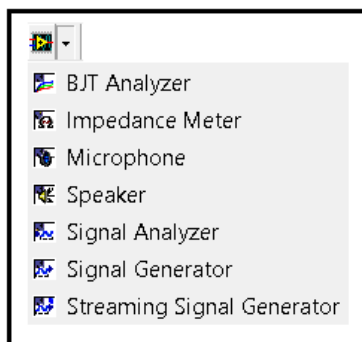 BJT Analyzer
Impedance Meter
Microphone
Speaker
Signal Analyzer
Signal Generator
Streaming Signal Generator